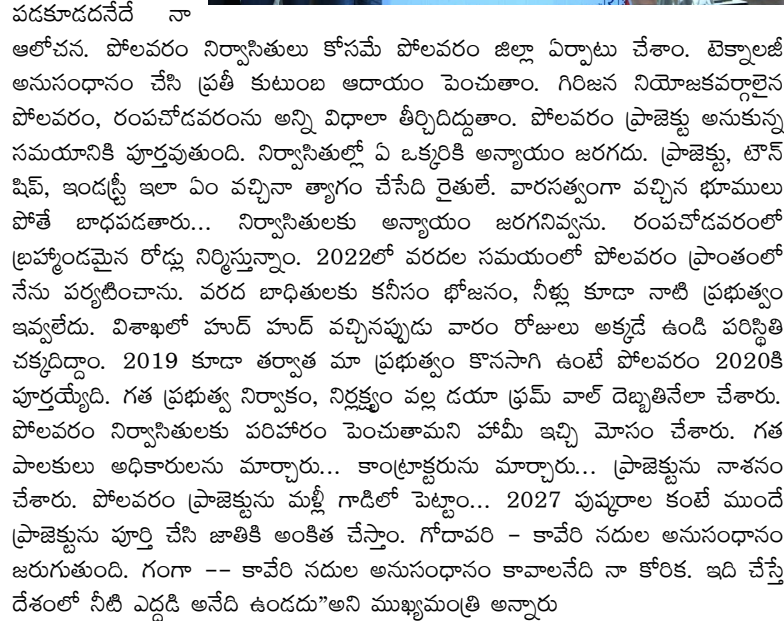 పడకూడదనేదే నా
ఆలోచన. పోలవరం నిర్వాసితులు కోసమే పోలవరం జిల్లా ఏర్పాటు చేశాం. టెక్నాలజీ
అనుసంధానం చేసి ప్రతీ కుటుంబ ఆదాయం పెంచుతాం. గిరిజన నియోజకవర్గాలైన
పోలవరం, రంపచోడవరంను అన్ని విధాలా తీర్చిదిద్దుతాం. పోలవరం ప్రాజెక్టు అనుకున్న
సమయానికి పూర్తవుతుంది. నిర్వాసితుల్లో ఏ ఒక్కరికి అన్యాయం జరగదు. ప్రాజెక్టు, టౌన్
షిప్, ఇండస్ట్రీ ఇలా ఏం వచ్చినా త్యాగం చేసేది రైతులే. వారసత్వంగా వచ్చిన భూములు
పోతే బాధపడతారు... నిర్వాసితులకు అన్యాయం జరగనివ్వను. రంపచోడవరంలో
బ్రహ్మాండమైన రోడ్లు నిర్మిస్తున్నాం. 2022లో వరదల సమయంలో పోలవరం ప్రాంతంలో
నేను పర్యటించాను. వరద బాధితులకు కనీసం భోజనం, నీళ్లు కూడా నాటి ప్రభుత్వం
ఇవ్వలేదు. విశాఖలో హుద్ హుద్ వచ్చినప్పుడు వారం రోజులు అక్కడే ఉండి పరిస్థితి
చక్కదిద్దాం. 2019 కూడా తర్వాత మా ప్రభుత్వం కొనసాగి ఉంటే పోలవరం 2020కి
పూర్తయ్యేది. గత ప్రభుత్వ నిర్వాకం, నిర్లక్ష్యం వల్ల డయా ఫ్రమ్ వాల్ దెబ్బతినేలా చేశారు.
పోలవరం నిర్వాసితులకు పరిహారం పెంచుతామని హామీ ఇచ్చి మోసం చేశారు. గత
పాలకులు అధికారులను మార్చారు... కాంట్రాక్టరును మార్చారు... ప్రాజెక్టును నాశనం
చేశారు. పోలవరం ప్రాజెక్టును మళ్లీ గాడిలో పెట్టాం... 2027 పుష్కరాల కంటే ముందే
ప్రాజెక్టును పూర్తి చేసి జాతికి అంకిత చేస్తాం. గోదావరి - కావేరి నదుల అనుసంధానం
జరుగుతుంది. గంగా -- కావేరి నదుల అనుసంధానం కావాలనేది నా కోరిక. ఇది చేస్తే
దేశంలో నీటి ఎద్దడి అనేది ఉండదు”అని ముఖ్యమంత్రి అన్నారు